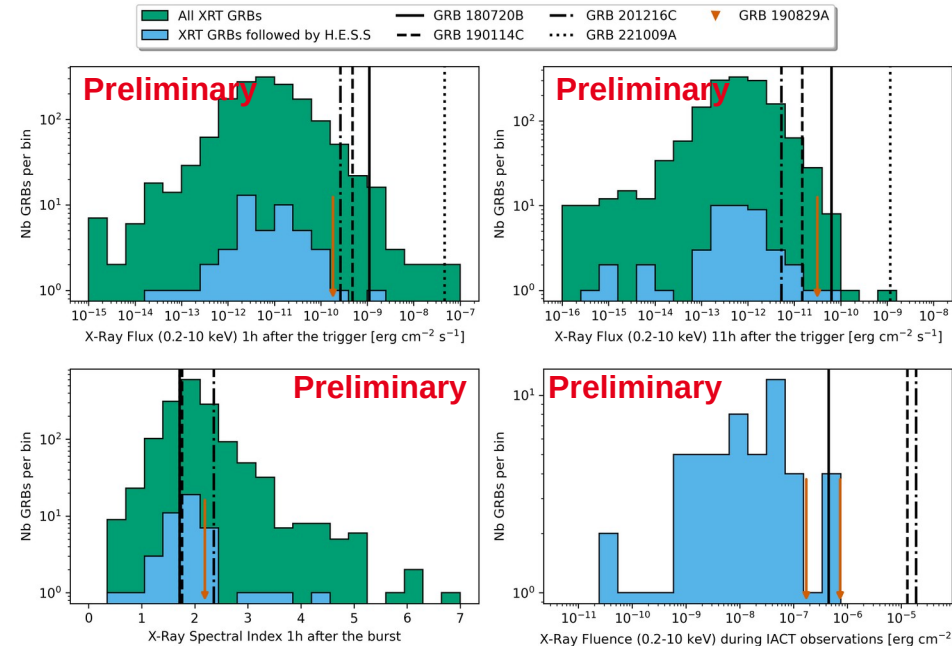 All XRT GRBs
XRT GRBs followed by H.E.S.S
GRB 180720B
GRB 190114C
GRB 201216C
GRB 221009A
GRB 190829A
Preliminary
Nb GRBs per bin
10² 10¹ 10⁰
10⁻¹⁵ 10⁻¹⁴ 10⁻¹³ 10⁻¹² 10⁻¹¹ 10⁻¹⁰ 10⁻⁹ 10⁻⁸ 10⁻⁷
X-Ray Flux (0.2-10 keV) 1h after the trigger [erg cm⁻² s⁻¹]
Preliminary
Nb GRBs per bin
10² 10¹ 10⁰
10⁻¹⁶ 10⁻¹⁵ 10⁻¹⁴ 10⁻¹³ 10⁻¹² 10⁻¹¹ 10⁻¹⁰ 10⁻⁹ 10⁻⁸
X-Ray Flux (0.2-10 keV) 11h after the trigger [erg cm⁻² s⁻¹]
Preliminary
Nb GRBs per bin
10² 10¹ 10⁰
0 1 2 3 4 5 6 7
X-Ray Spectral Index 1h after the burst
Preliminary
Nb GRBs per bin
10¹ 10⁰
10⁻¹¹ 10⁻¹⁰ 10⁻⁹ 10⁻⁸ 10⁻⁷ 10⁻⁶ 10⁻⁵
X-Ray Fluence (0.2-10 keV) during IACT observations [erg cm⁻²